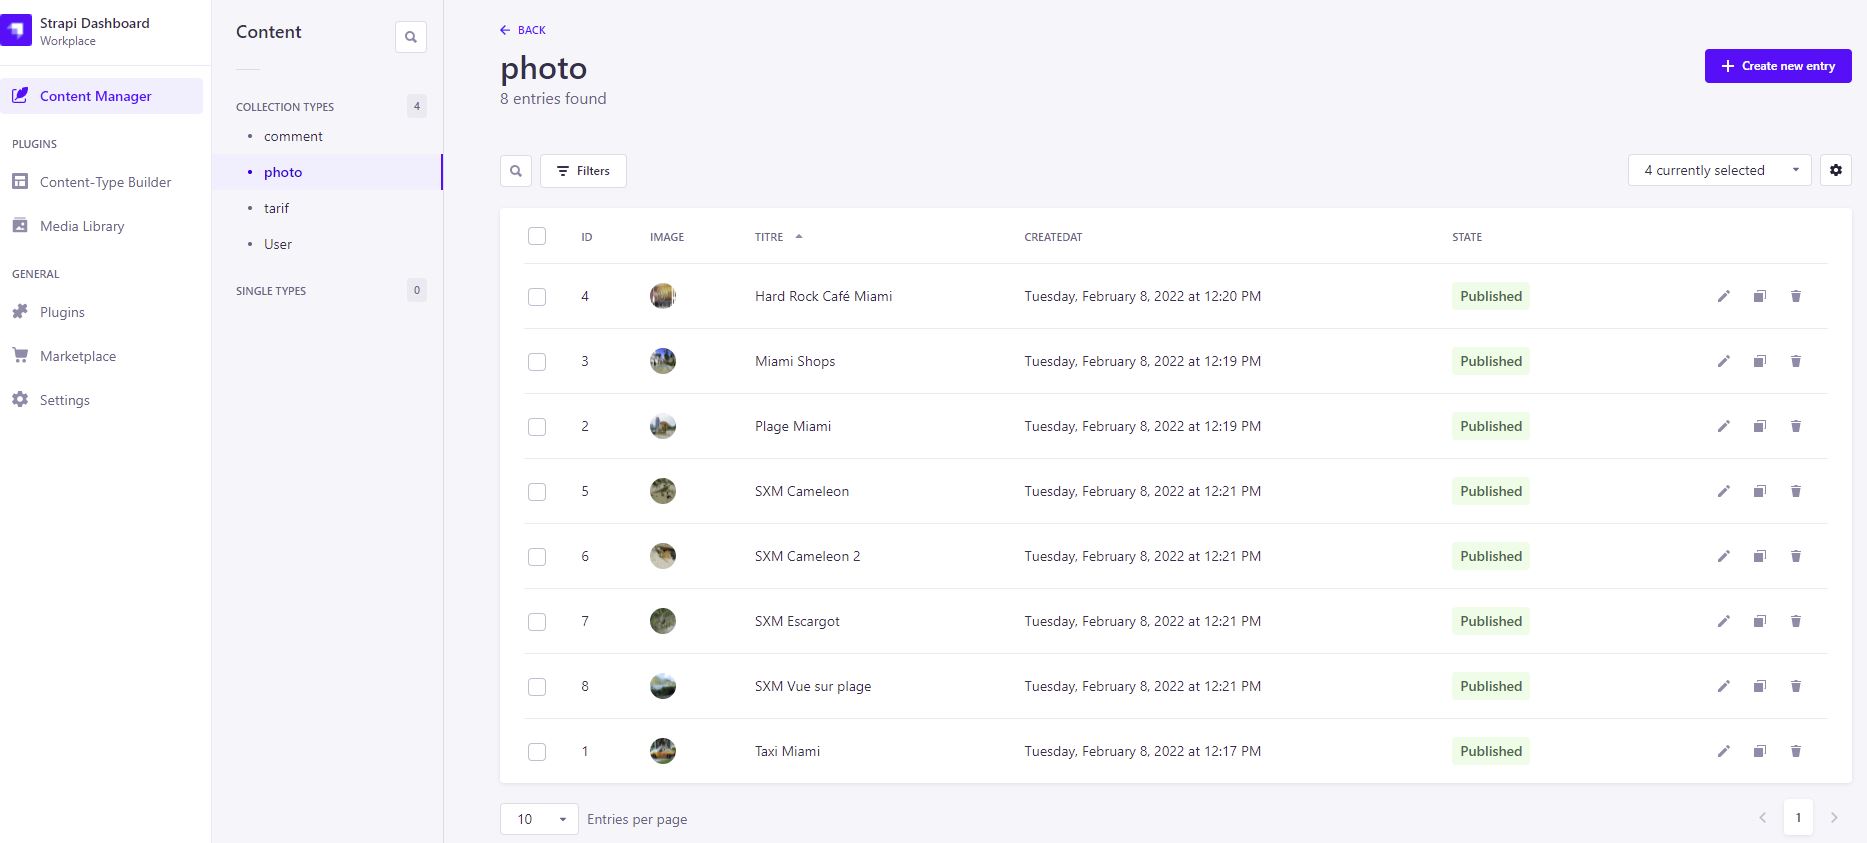 Strapi Dashboard
Workplace
Content Manager
PLUGINS
Content-Type Builder
Media Library
GENERAL
Plugins
Marketplace
Settings
Content
COLLECTION TYPES 4
comment
photo
tarif
User
SINGLE TYPES 0
BACK
photo
8 entries found
Create new entry
Filters
4 currently selected
ID IMAGE TITRE CREATEDAT STATE
4 Hard Rock Café Miami Tuesday, February 8, 2022 at 12:20 PM Published
3 Miami Shops Tuesday, February 8, 2022 at 12:19 PM Published
2 Plage Miami Tuesday, February 8, 2022 at 12:19 PM Published
5 SXM Cameleon Tuesday, February 8, 2022 at 12:21 PM Published
6 SXM Cameleon 2 Tuesday, February 8, 2022 at 12:21 PM Published
7 SXM Escargot Tuesday, February 8, 2022 at 12:21 PM Published
8 SXM Vue sur plage Tuesday, February 8, 2022 at 12:21 PM Published
1 Taxi Miami Tuesday, February 8, 2022 at 12:17 PM Published
10 Entries per page
1